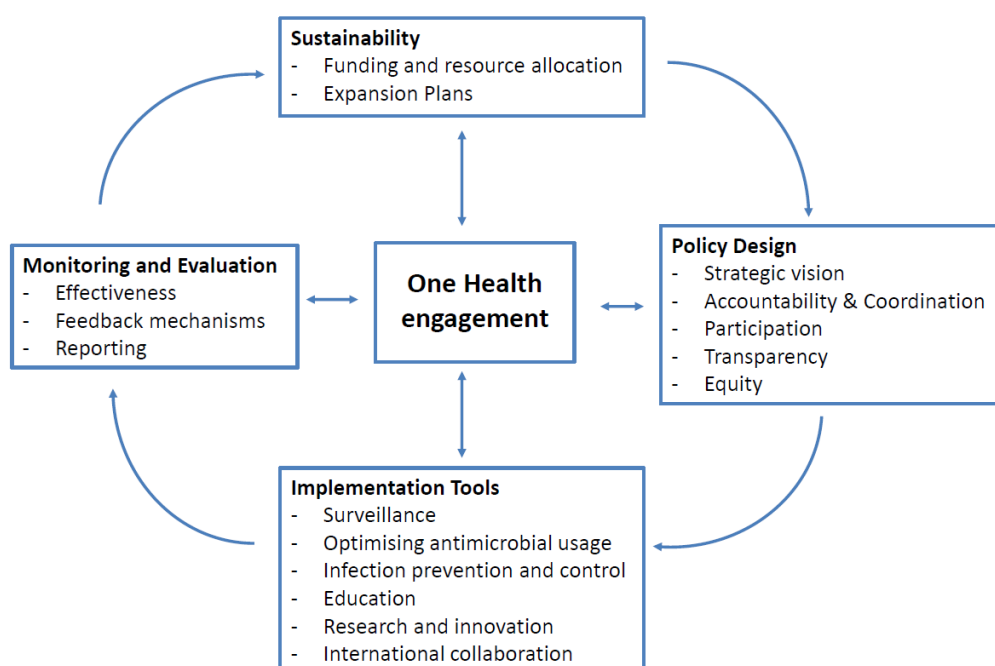 Sustainability
- Funding and resource allocation
- Expansion Plans
Policy Design
- Strategic vision
- Accountability & Coordination
- Participation
- Transparency
- Equity
Monitoring and Evaluation
- Effectiveness
- Feedback mechanisms
- Reporting
One Health
engagement
Implementation Tools
- Surveillance
- Optimising antimicrobial usage
- Infection prevention and control
- Education
- Research and innovation
- International collaboration